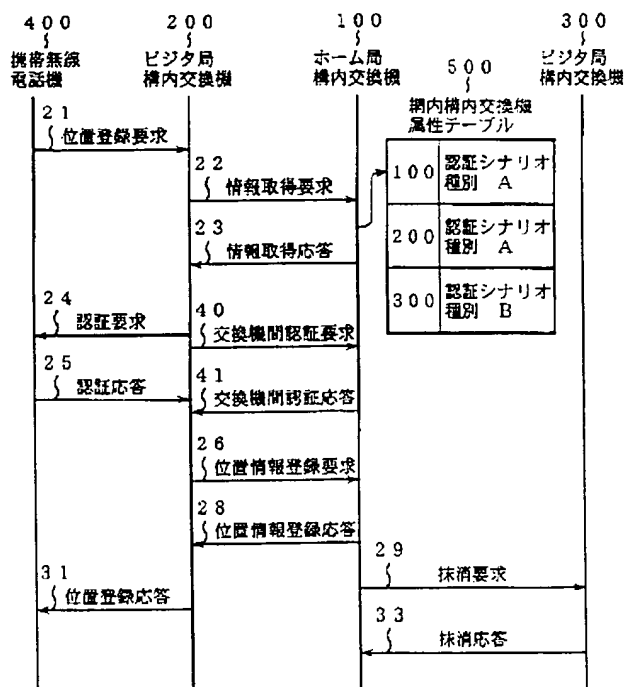 400
携帯無線
電話機
200
ビジタ局
構内交換機
100
ホーム局
構内交換機
300
ビジタ局
構内交換機
500
網内構内交換機
属性テーブル
100 認証シナリオ
種別 A
200 認証シナリオ
種別 A
300 認証シナリオ
種別 B
21
位置登録要求
22
情報取得要求
23
情報取得応答
24
認証要求
40
交換機間認証要求
25
認証応答
41
交換機間認証応答
26
位置情報登録要求
28
位置情報登録応答
29
抹消要求
31
位置登録応答
33
抹消応答